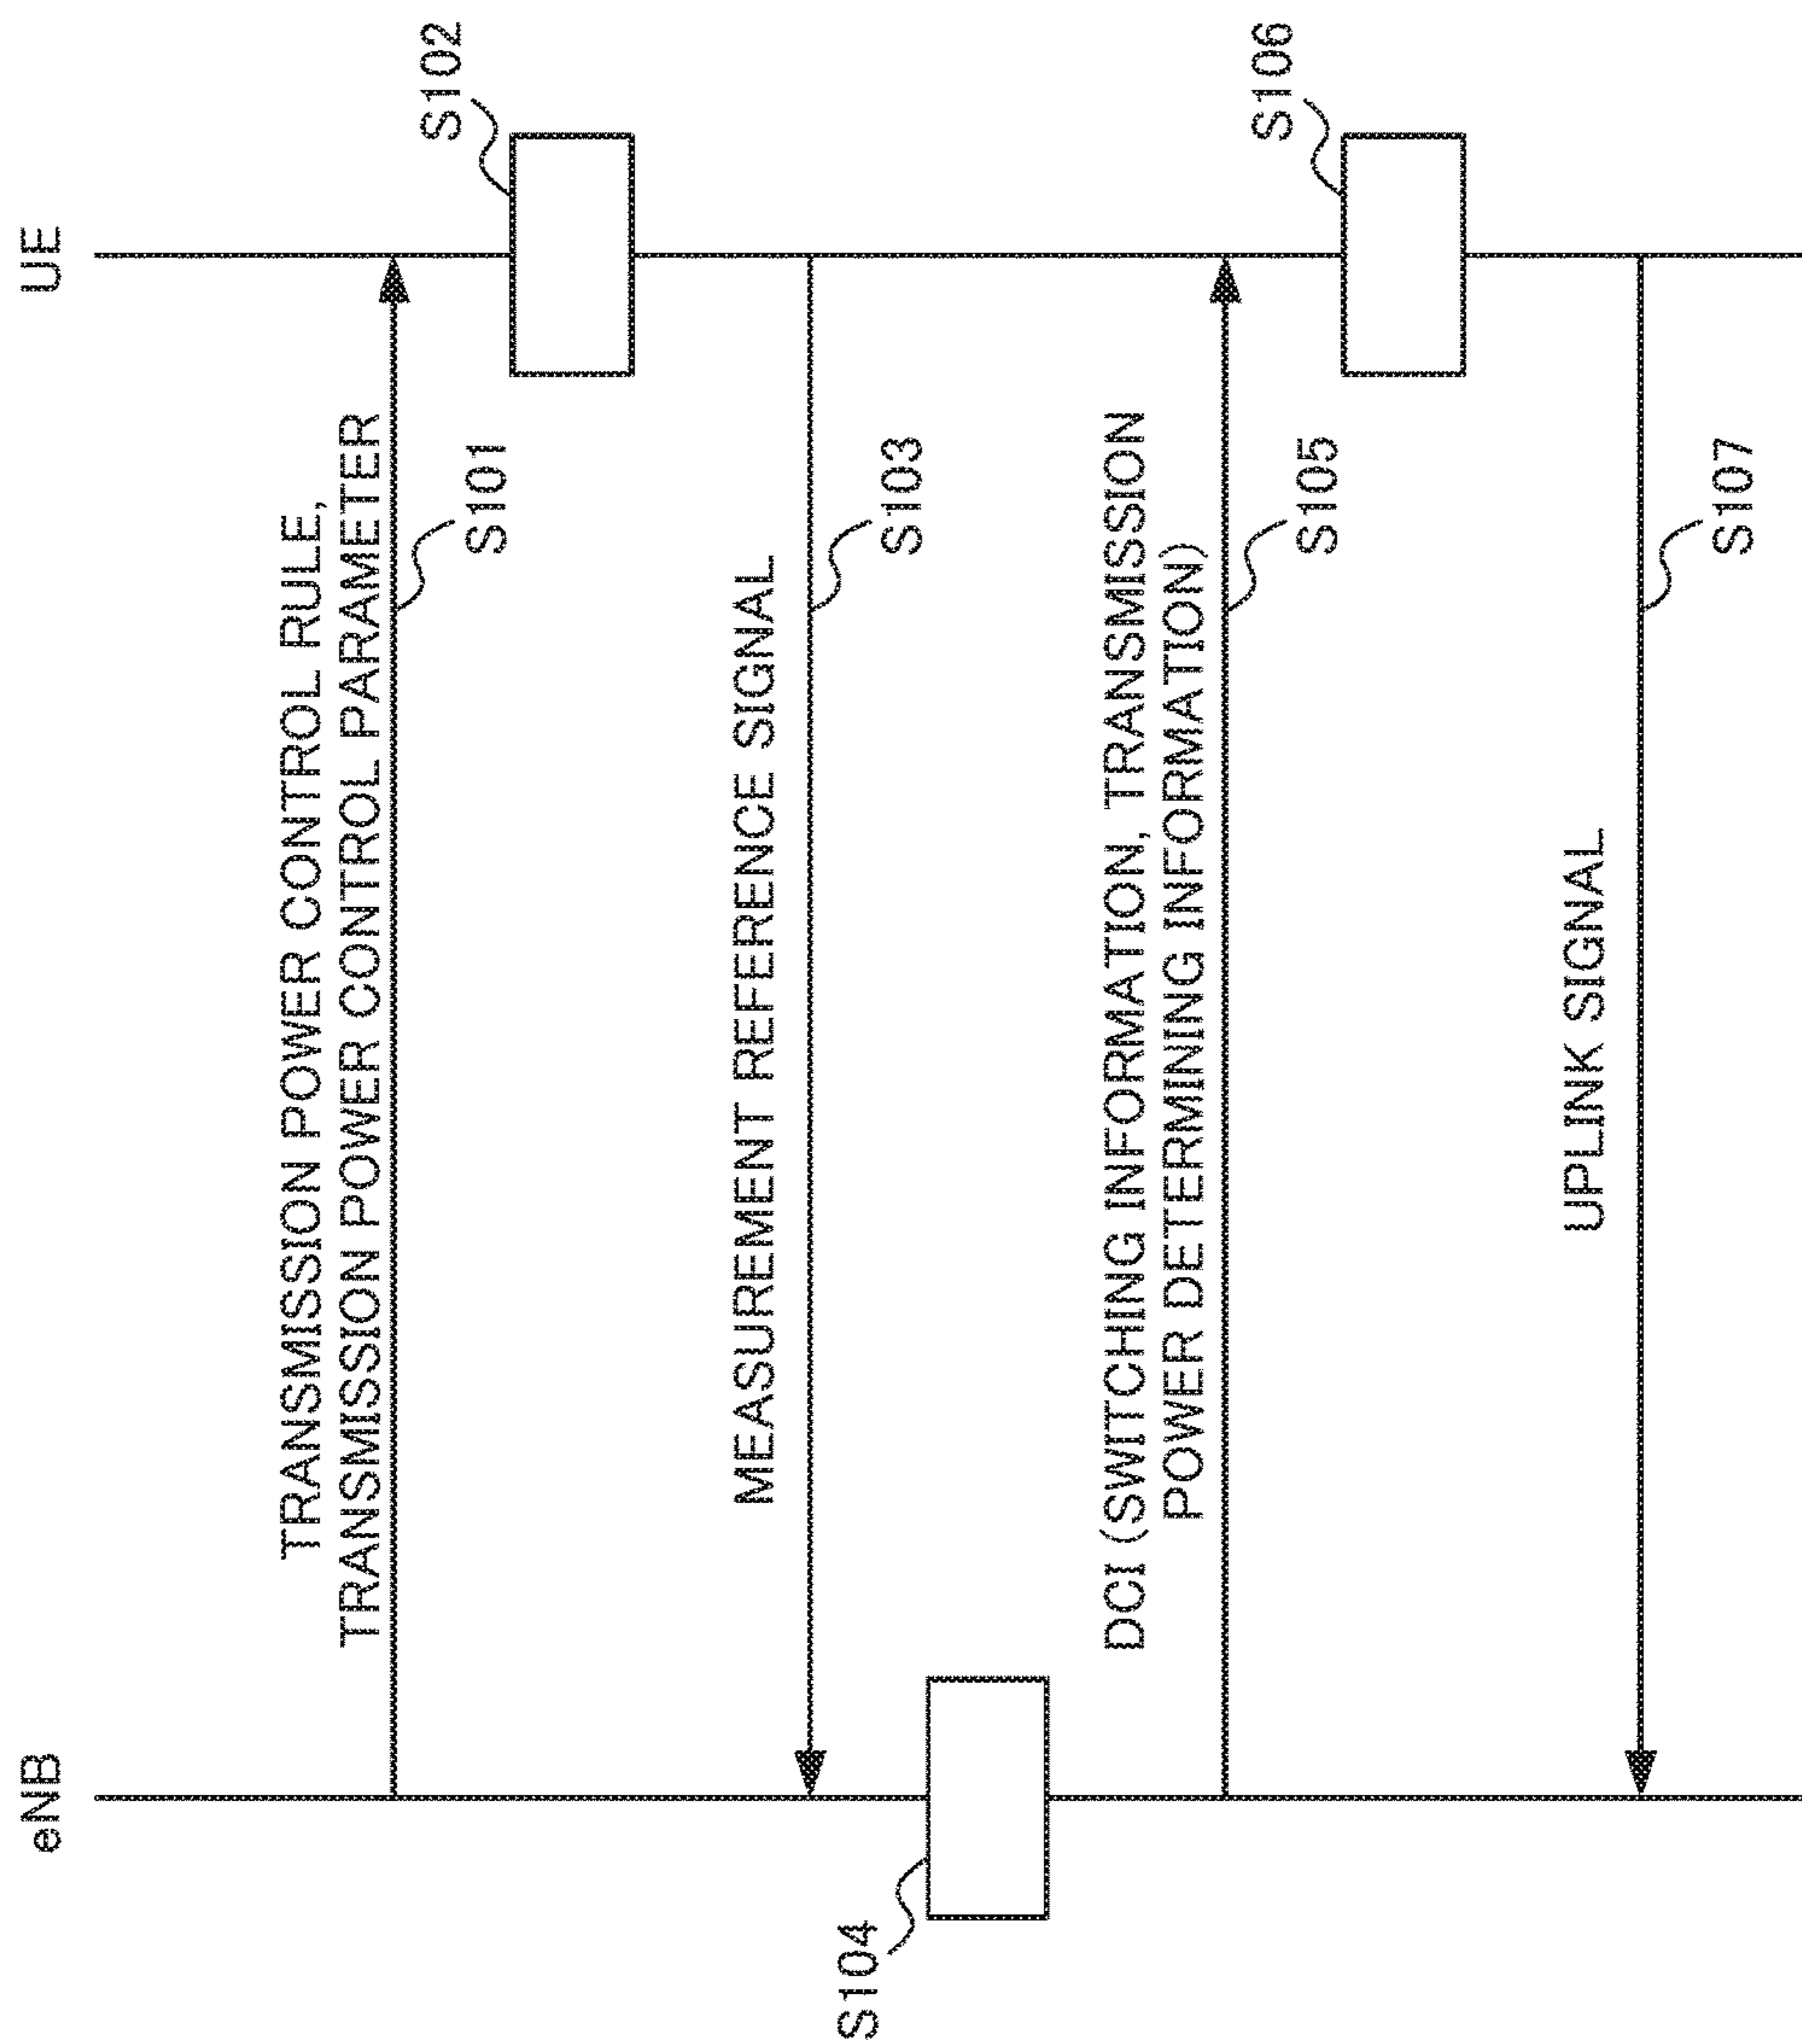 eNB
UE
TRANSMISSION POWER CONTROL RULE,
TRANSMISSION POWER CONTROL PARAMETER
S101
S102
MEASUREMENT REFERENCE SIGNAL
S103
S104
DCI (SWITCHING INFORMATION, TRANSMISSION
POWER DETERMINING INFORMATION)
S105
S106
UPLINK SIGNAL
S107